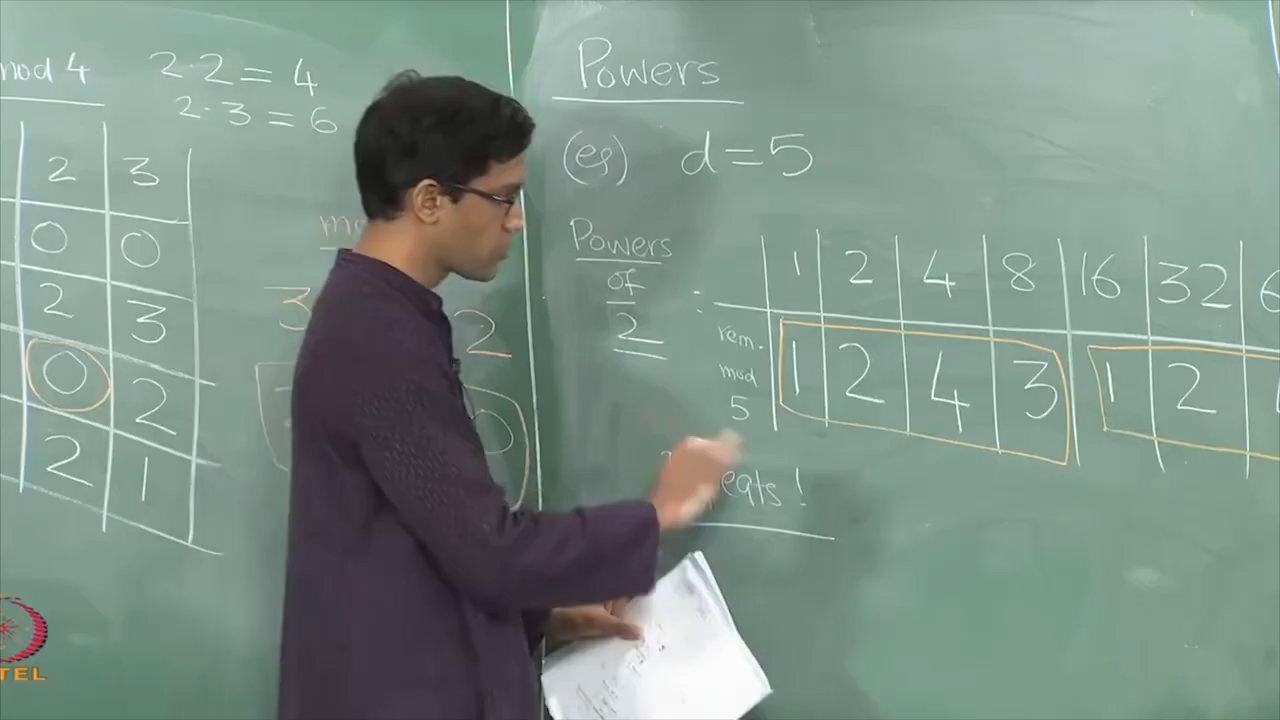 mod 4
2·2 = 4
2·3 = 6
2 3
0 0
2 3
0 2
2 1
3 2
0
Powers
(eg) d=5
Powers
of
2
:
1 2 4 8 16 32
rem.
mod
5
1 2 4 3 1 2